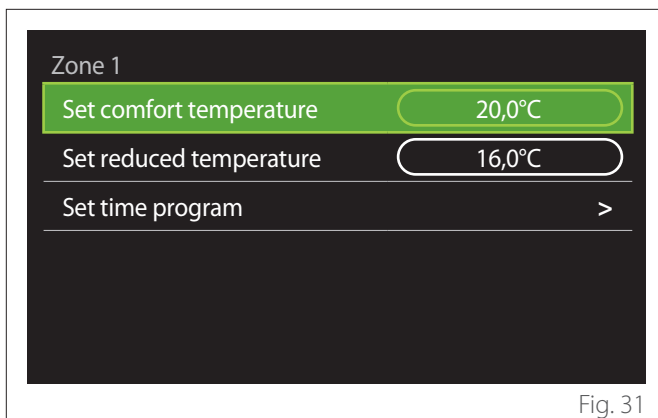 Zone 1
Set comfort temperature 20,0°C
Set reduced temperature 16,0°C
Set time program >
Fig. 31